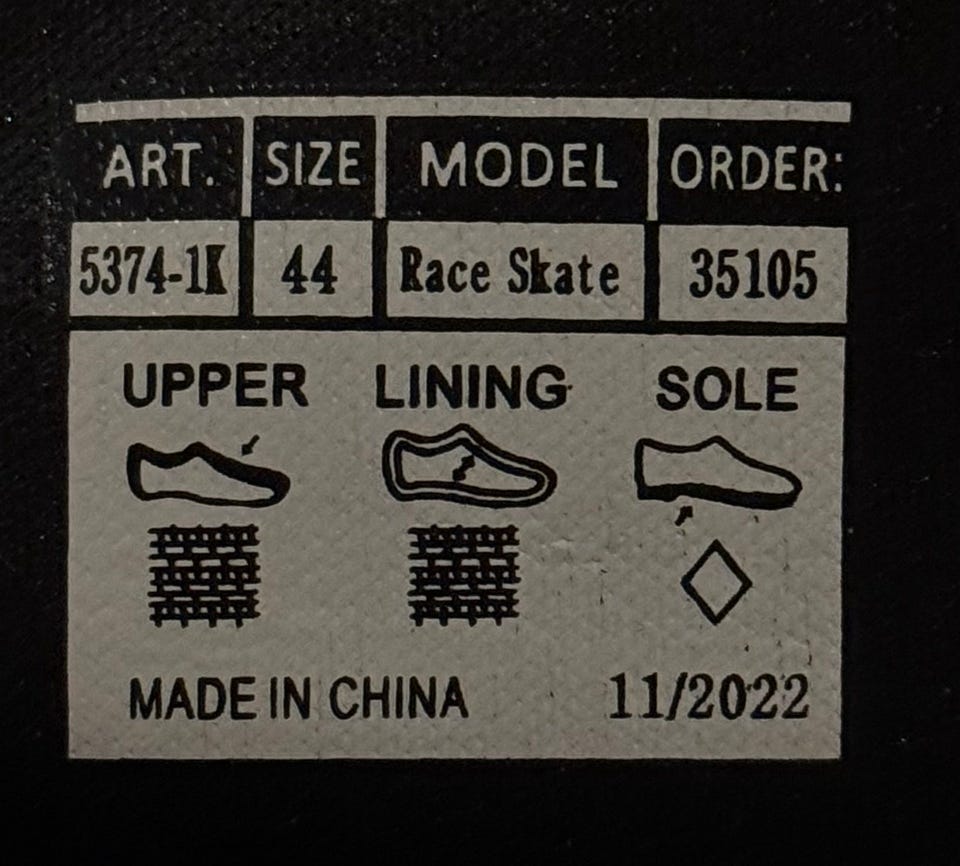 ART. SIZE MODEL ORDER:
5374-1K 44 Race Skate 35105
UPPER LINING SOLE
MADE IN CHINA 11/2022